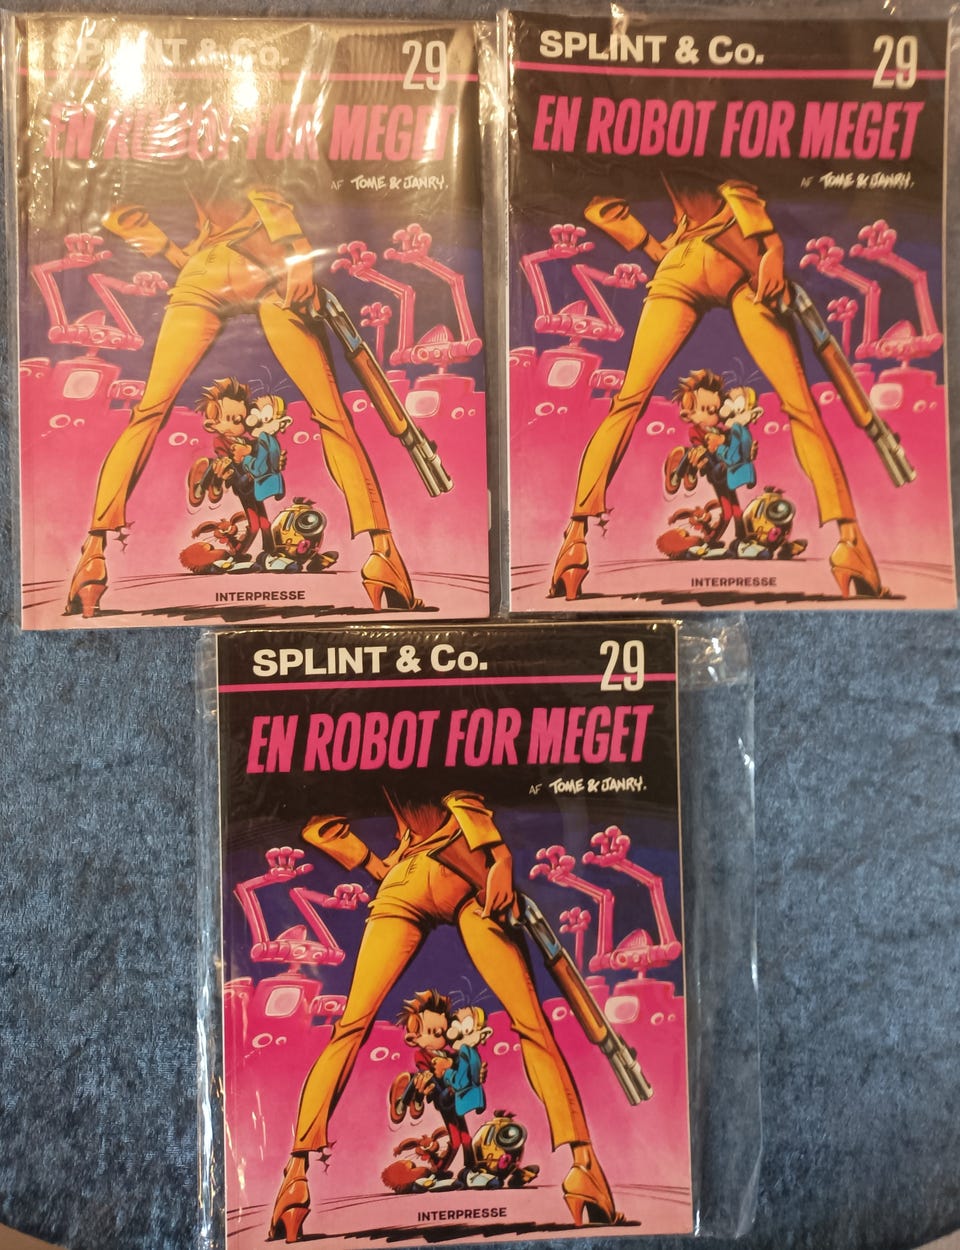 SPLINT & Co.
29
EN ROBOT FOR MEGET
AF TOME & JANRY.
INTERPRESSE
SPLINT & Co.
29
EN ROBOT FOR MEGET
AF TOME & JANRY.
INTERPRESSE
SPLINT & Co.
29
EN ROBOT FOR MEGET
AF TOME & JANRY.
INTERPRESSE